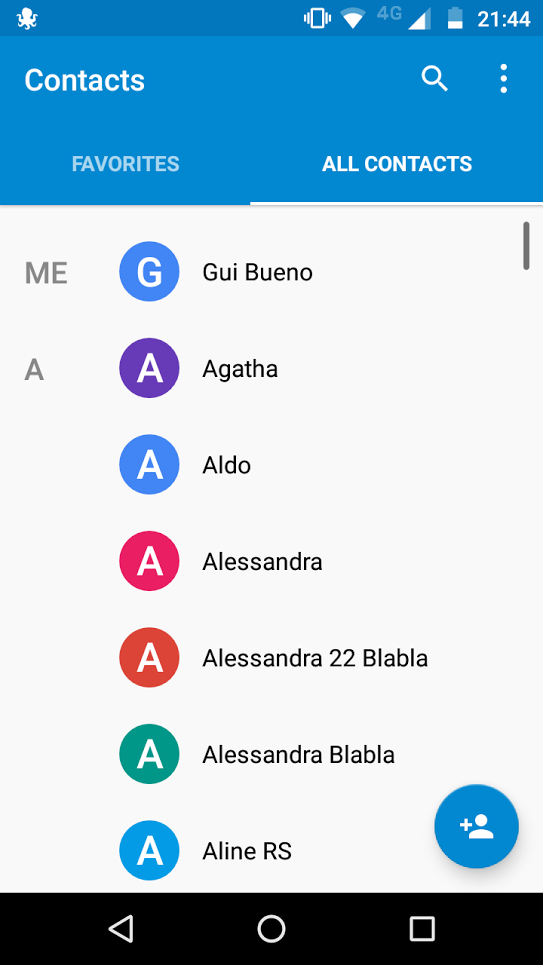 4G 21:44
Contacts
FAVORITES ALL CONTACTS
ME G Gui Bueno
A A Agatha
A Aldo
A Alessandra
A Alessandra 22 Blabla
A Alessandra Blabla
A Aline RS